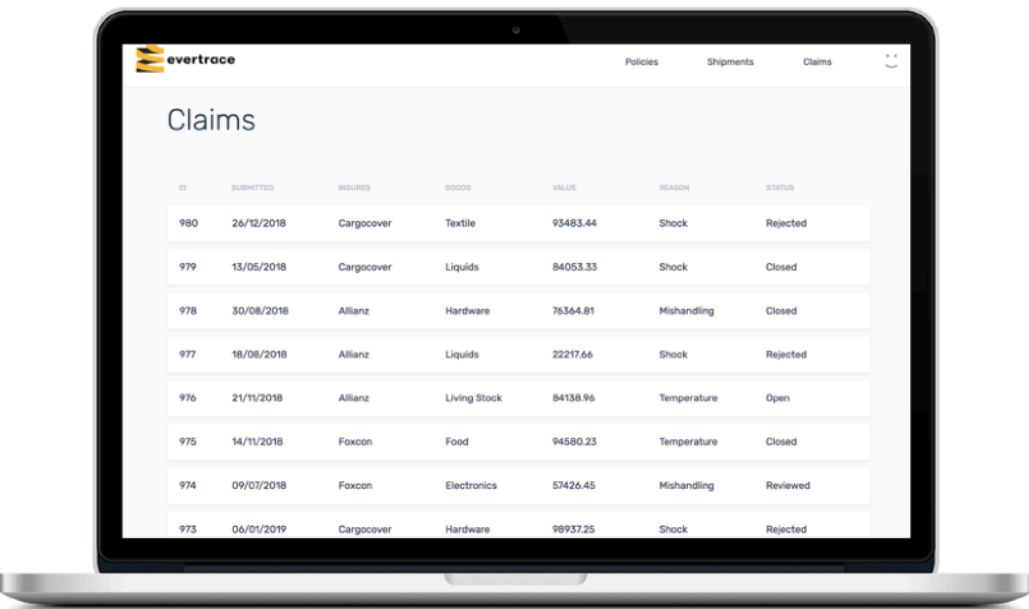 evertrace Policies Shipments Claims
Claims
ID SUBMITTED INSURES GOODS VALUE REASON STATUS
980 26/12/2018 Cargocover Textile 93483.44 Shock Rejected
979 13/05/2018 Cargocover Liquids 84053.33 Shock Closed
978 30/08/2018 Allianz Hardware 76364.81 Mishandling Closed
977 18/08/2018 Allianz Liquids 22217.66 Shock Rejected
976 21/11/2018 Allianz Living Stock 84138.96 Temperature Open
975 14/11/2018 Foxcon Food 94580.23 Temperature Closed
974 09/07/2018 Foxcon Electronics 57426.45 Mishandling Reviewed
973 06/01/2019 Cargocover Hardware 98937.25 Shock Rejected